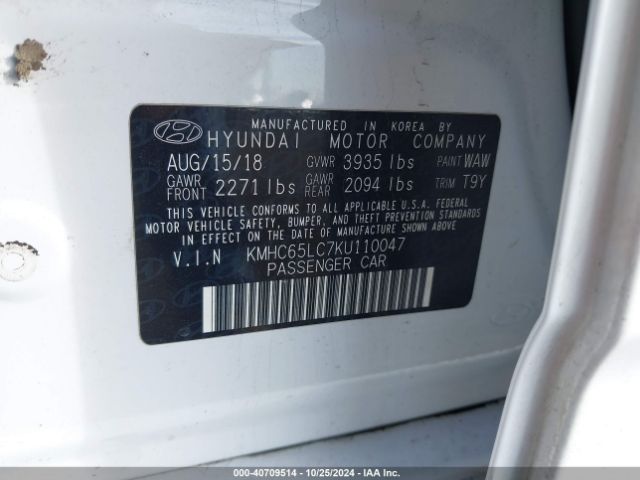 MANUFACTURED IN KOREA BY
HYUNDAI MOTOR COMPANY
AUG/15/18 GVWR 3935 lbs PAINT WAW
GAWR FRONT 2271 lbs GAWR REAR 2094 lbs TRIM T9Y
THIS VEHICLE CONFORMS TO ALL APPLICABLE U.S.A. FEDERAL
MOTOR VEHICLE SAFETY, BUMPER, AND THEFT PREVENTION STANDARDS
IN EFFECT ON THE DATE OF MANUFACTURE SHOWN ABOVE
V.I.N KMHC65LC7KU110047
PASSENGER CAR
000-40709514 - 10/25/2024 - IAA Inc.